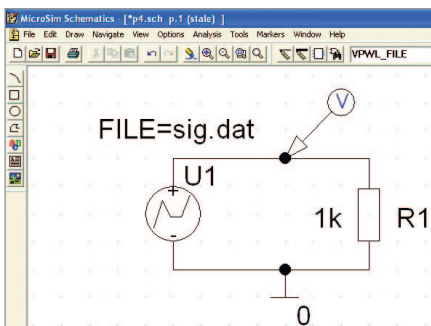 MicroSim Schematics - [*p4.sch p.1 (stale) ]
File Edit Draw Navigate View Options Analysis Tools Markers Window Help
VPWL_FILE
V
FILE=sig.dat
U1
+
-
1k R1
0